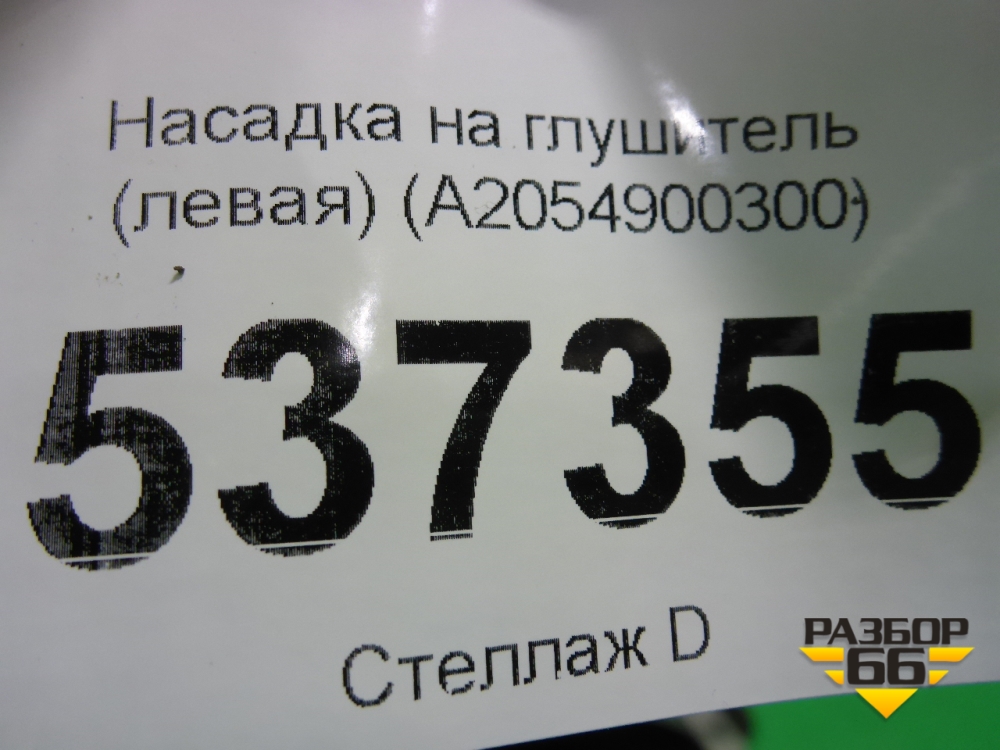 Насадка на глушитель
(левая) (A2054900300)
537355
Стеллаж D
РАЗБОР
66